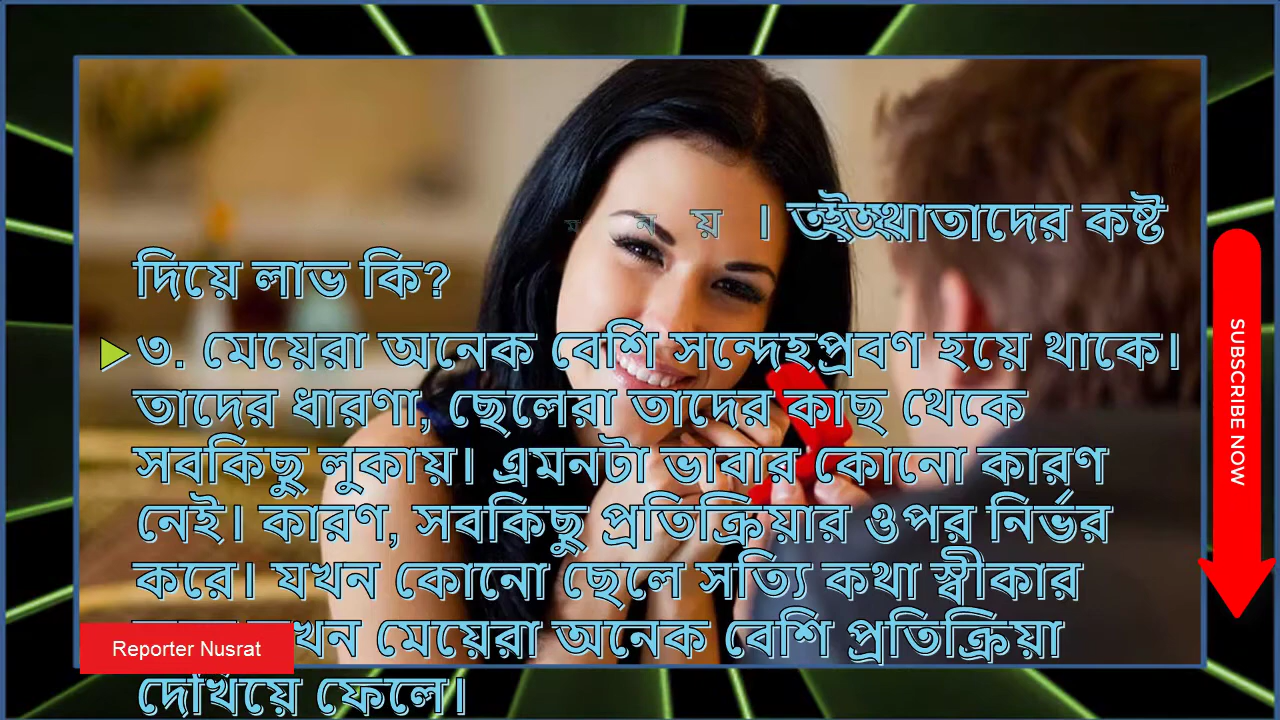 । তাদের কষ্ট
দিয়ে লাভ কি?
৩. মেয়েরা অনেক বেশি সন্দেহপ্রবণ হয়ে থাকে।
তাদের ধারণা, ছেলেরা তাদের কাছ থেকে
সবকিছু লুকায়। এমনটা ভাবার কোনো কারণ
নেই। কারণ, সবকিছু প্রতিক্রিয়ার ওপর নির্ভর
করে। যখন কোনো ছেলে সত্যি কথা স্বীকার
মেয়েরা অনেক বেশি প্রতিক্রিয়া
দেখিয়ে ফেলে।
Reporter Nusrat
SUBSCRIBE NOW